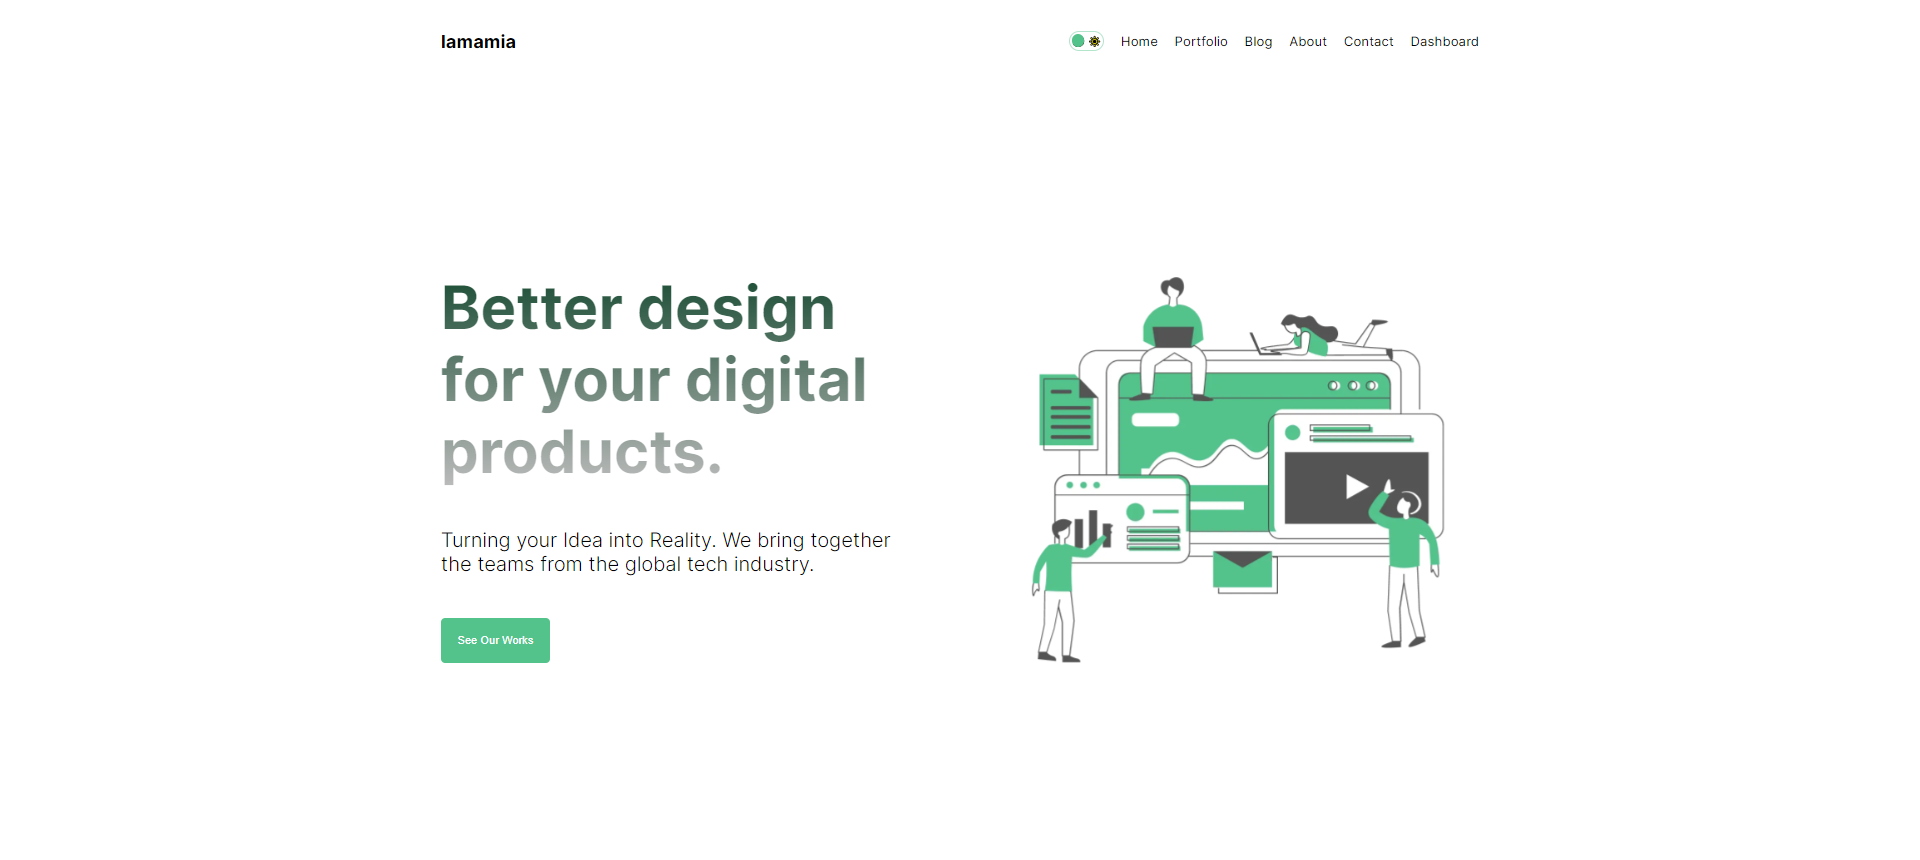 lamamia
Home Portfolio Blog About Contact Dashboard
Better design
for your digital
products.
Turning your Idea into Reality. We bring together
the teams from the global tech industry.
See Our Works